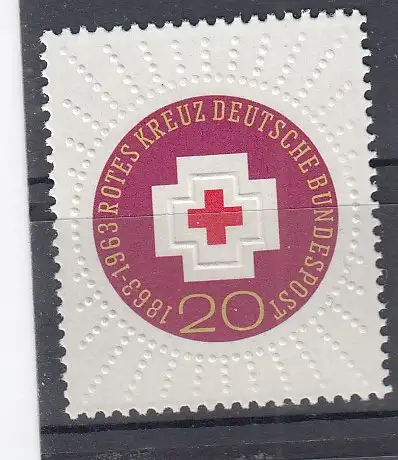 1863-1963 ROTES KREUZ DEUTSCHE BUNDESPOST
20